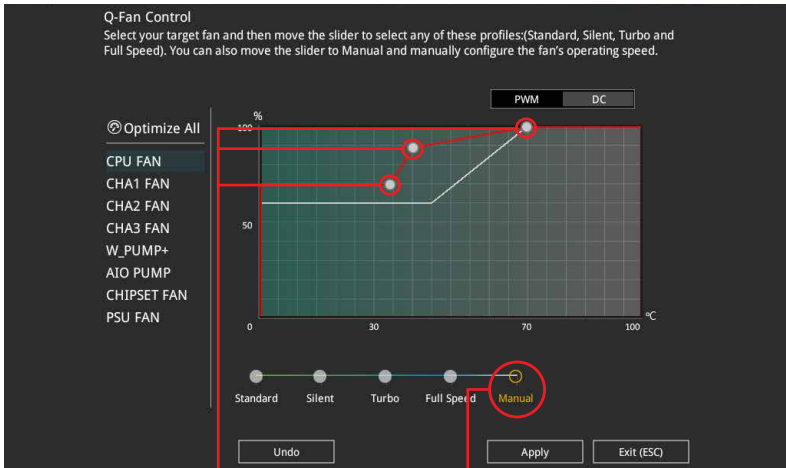 Q-Fan Control
Select your target fan and then move the slider to select any of these profiles:(Standard, Silent, Turbo and
Full Speed). You can also move the slider to Manual and manually configure the fan's operating speed.
PWM DC
%
Optimize All
100
CPU FAN
CHA1 FAN
CHA2 FAN
CHA3 FAN
50
W_PUMP+
AIO PUMP
CHIPSET FAN
PSU FAN
ºC
0 30 70 100
Standard Silent Turbo Full Speed Manual
Undo Apply Exit (ESC)